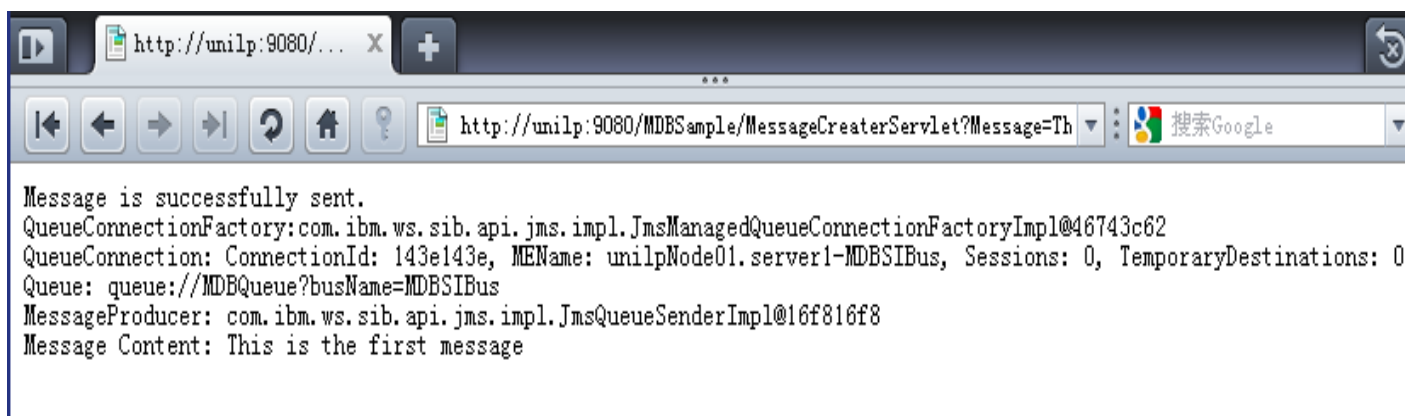 http://unilp:9080/...
http://unilp:9080/MDBSample/MessageCreaterServlet?Message=Th
搜索Google
Message is successfully sent.
QueueConnectionFactory:com.ibm.ws.sib.api.jms.impl.JmsManagedQueueConnectionFactoryImpl@46743c62
QueueConnection: ConnectionId: 143e143e, MEName: unilpNode01.server1-MDBSIBus, Sessions: 0, TemporaryDestinations: 0
Queue: queue://MDBQueue?busName=MDBSIBus
MessageProducer: com.ibm.ws.sib.api.jms.impl.JmsQueueSenderImpl@16f816f8
Message Content: This is the first message